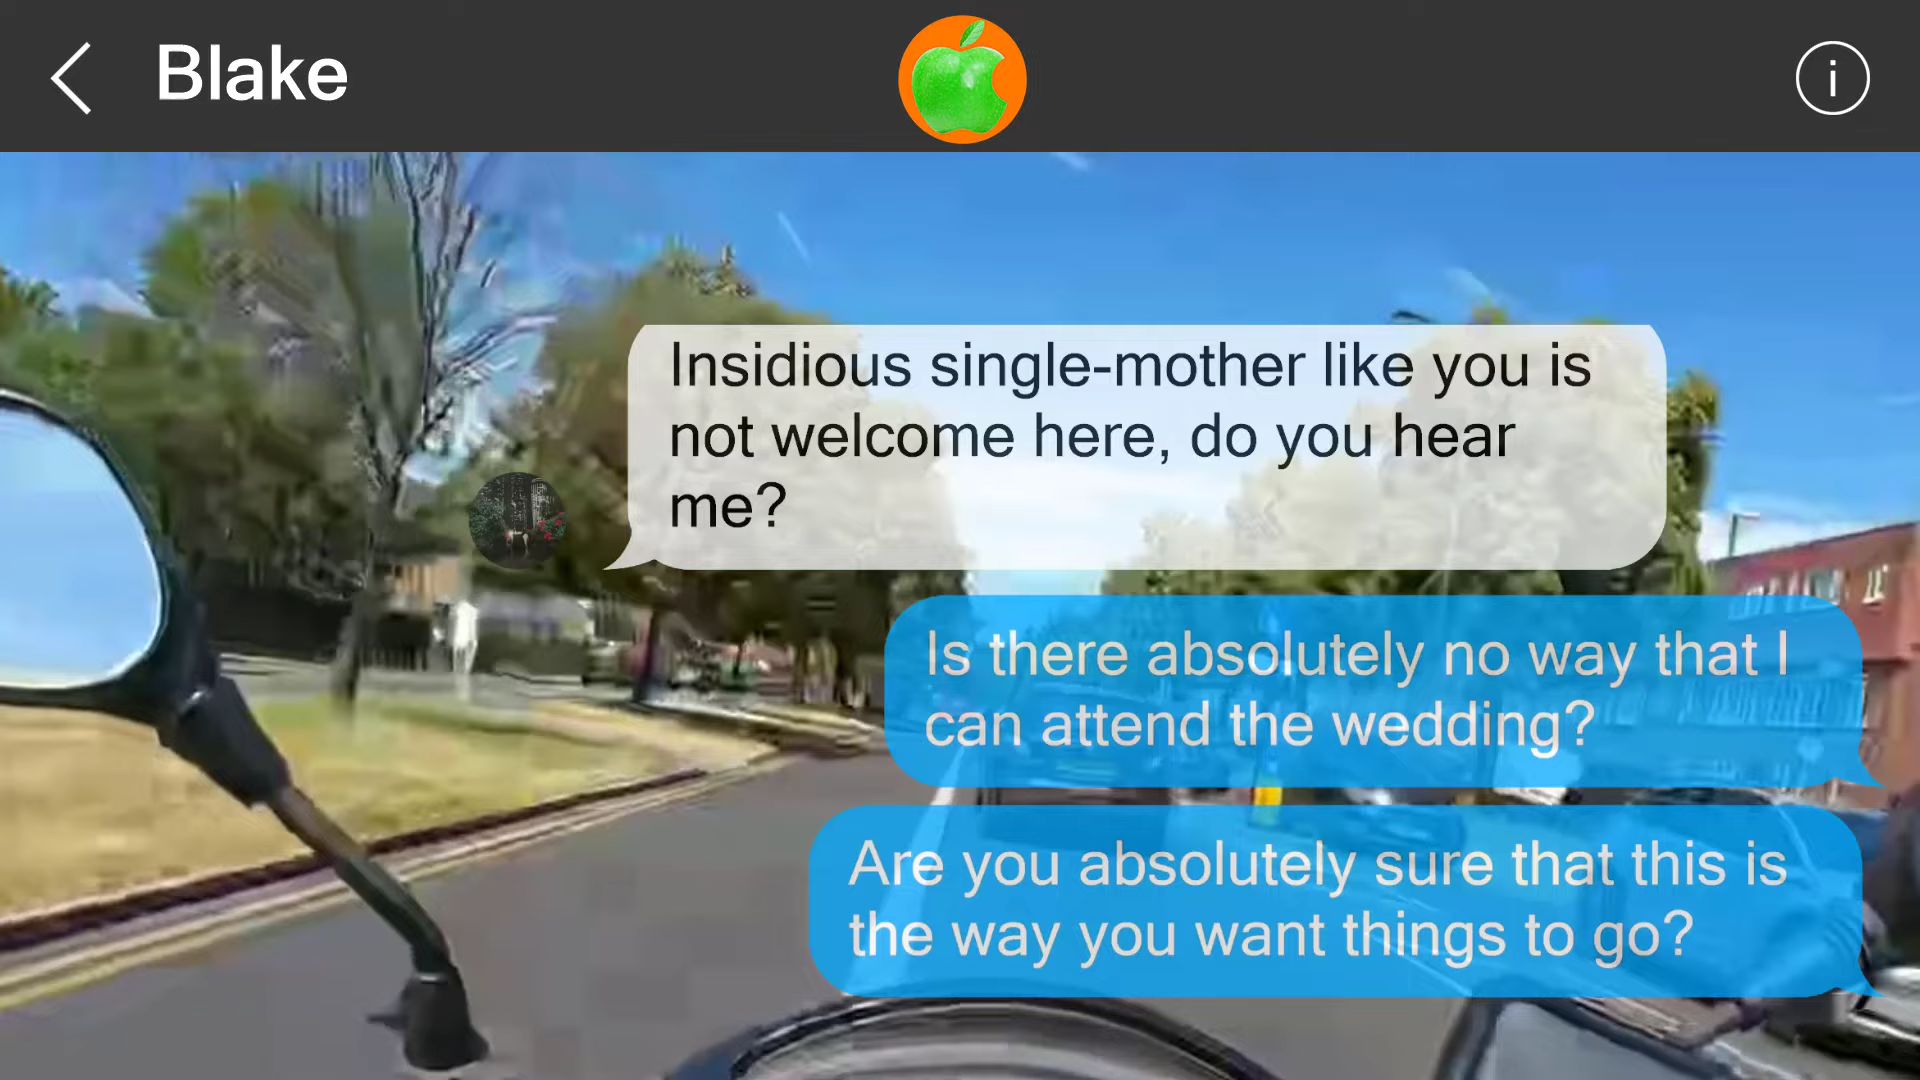 Blake
Insidious single-mother like you is
not welcome here, do you hear
me?
Is there absolutely no way that I
can attend the wedding?
Are you absolutely sure that this is
the way you want things to go?